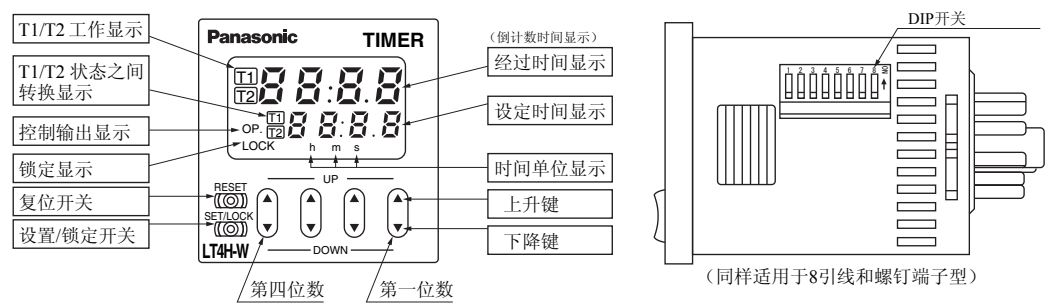 T1/T2 工作显示
T1/T2 状态之间
转换显示
控制输出显示
锁定显示
复位开关
设置/锁定开关
Panasonic
TIMER
T1
T2
88:8.8
T1
T2
88:8.8
OP.
LOCK
h m s
UP
RESET
SET/LOCK
LT4H-W
DOWN
第四位数
第一位数
（倒计数时间显示）
经过时间显示
设定时间显示
时间单位显示
上升键
下降键
DIP开关
1 2 3 4 5 6 7 8 ON
（同样适用于8引线和螺钉端子型）